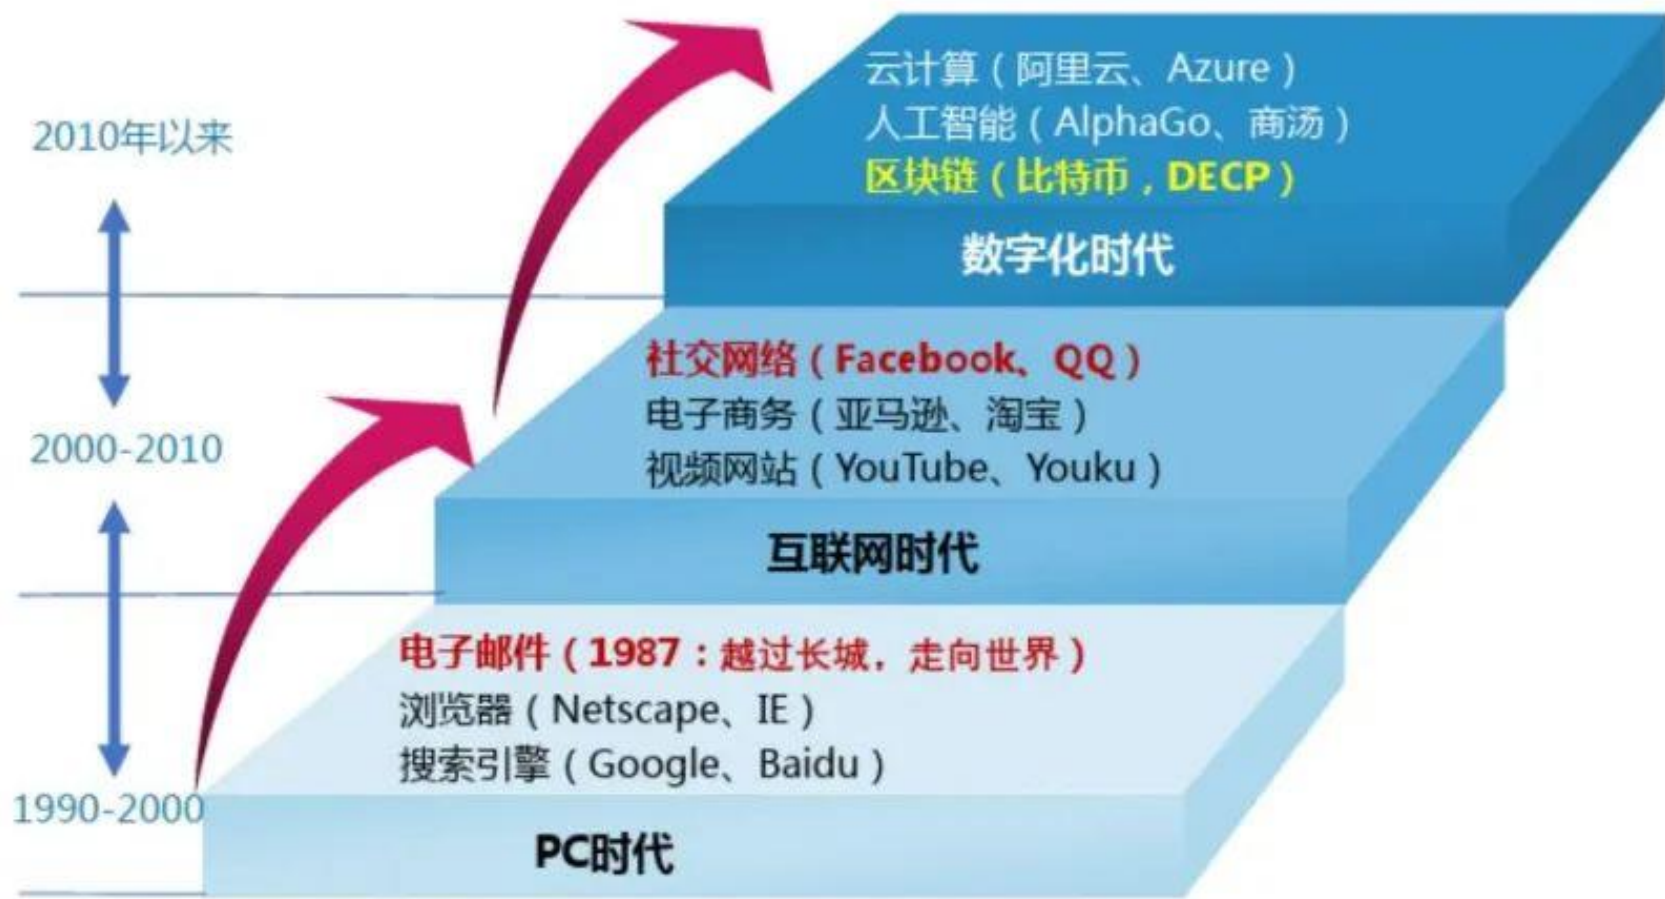 云计算（阿里云、Azure）
人工智能（AlphaGo、商汤）
区块链（比特币，DECP）
数字化时代
2010年以来
社交网络（Facebook、QQ）
电子商务（亚马逊、淘宝）
视频网站（YouTube、Youku）
互联网时代
2000-2010
电子邮件（1987：越过长城，走向世界）
浏览器（Netscape、IE）
搜索引擎（Google、Baidu）
1990-2000
PC时代